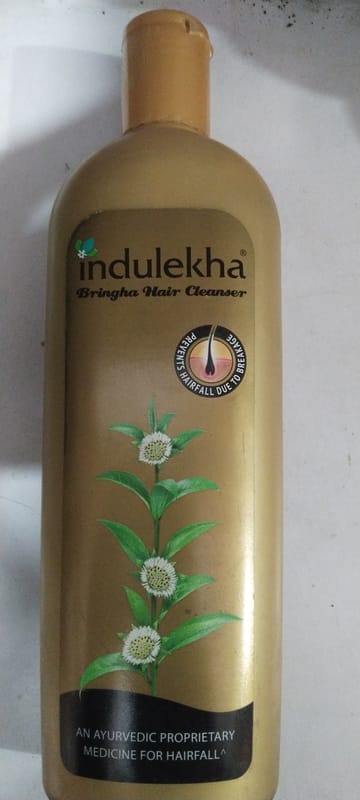 indulekha®
Bringha Hair Cleanser
PREVENTS HAIRFALL DUE TO BREAKAGE
AN AYURVEDIC PROPRIETARY
MEDICINE FOR HAIRFALL^